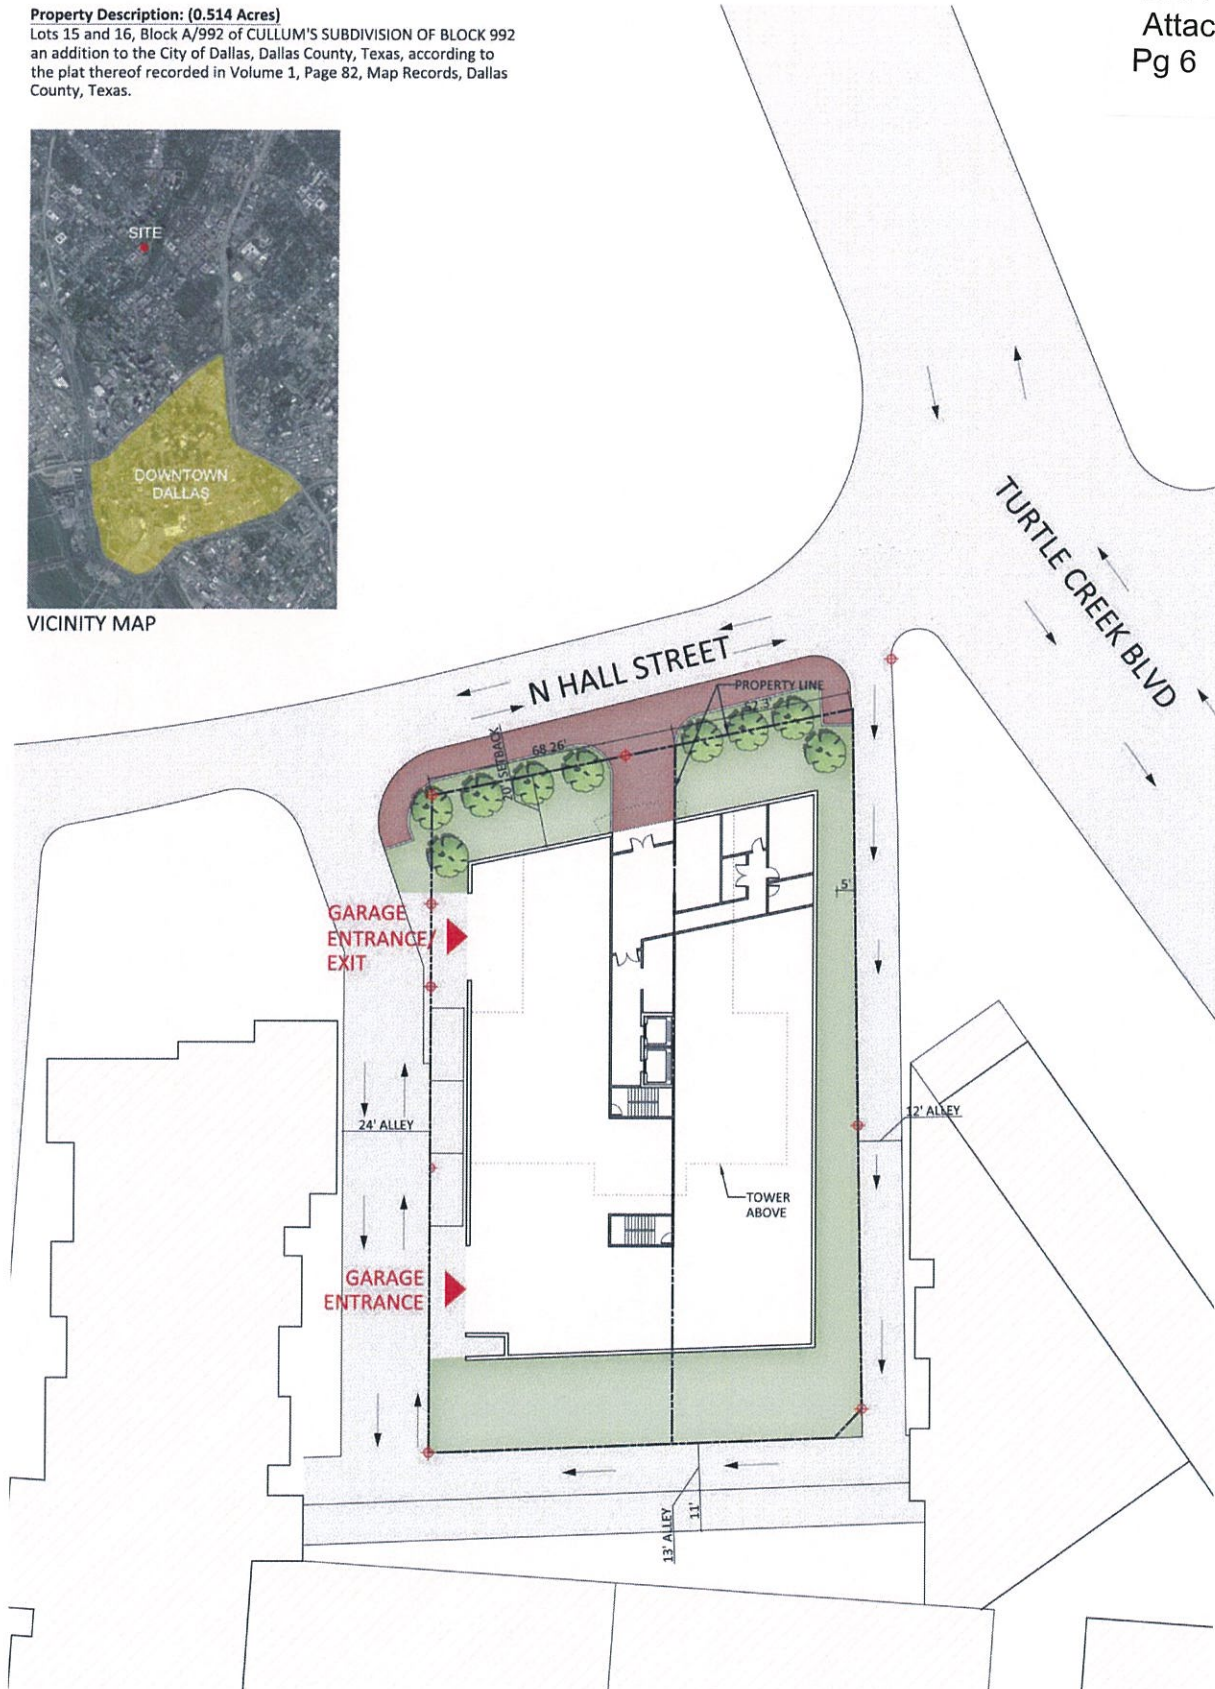 Property Description: (0.514 Acres)
Lots 15 and 16, Block A/992 of CULLUM'S SUBDIVISION OF BLOCK 992
an addition to the City of Dallas, Dallas County, Texas, according to
the plat thereof recorded in Volume 1, Page 82, Map Records, Dallas
County, Texas.
Attac
Pg 6
SITE
DOWNTOWN
DALLAS
VICINITY MAP
TURTLE CREEK BLVD
N HALL STREET
PROPERTY LINE
62.3'
68.26'
SETBACK
GARAGE
ENTRANCE/
EXIT
5'
24' ALLEY
12' ALLEY
TOWER
ABOVE
GARAGE
ENTRANCE
13' ALLEY
11'